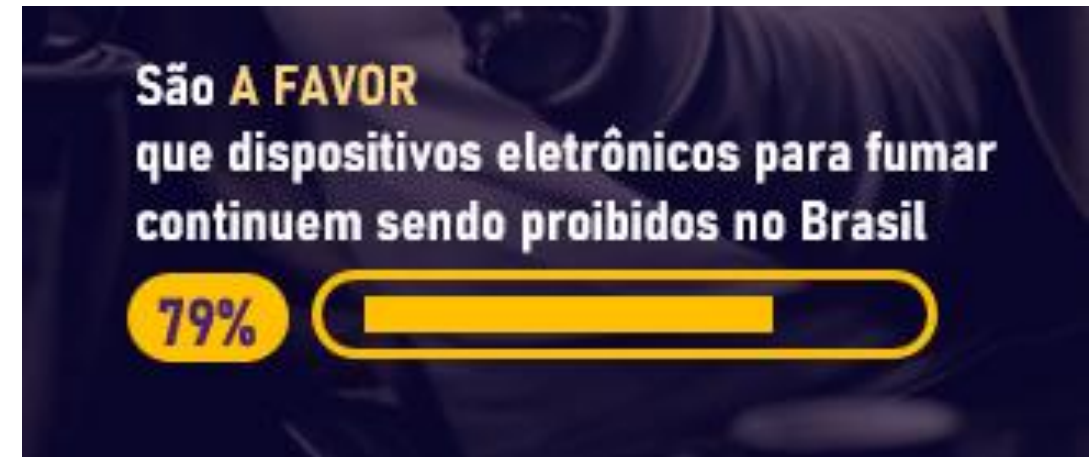 São A FAVOR
que dispositivos eletrônicos para fumar
continuem sendo proibidos no Brasil
79%